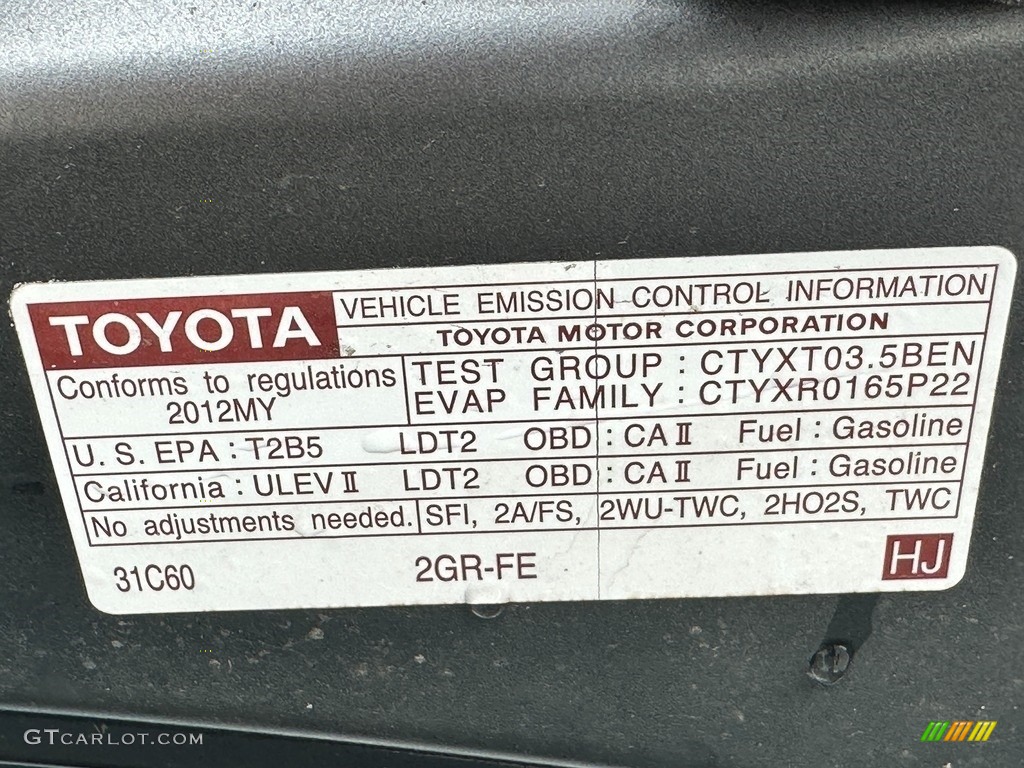 TOYOTA
VEHICLE EMISSION CONTROL INFORMATION
TOYOTA MOTOR CORPORATION
Conforms to regulations
2012MY
TEST GROUP : CTYXT03.5BEN
EVAP FAMILY : CTYXR0165P22
U. S. EPA : T2B5 LDT2 OBD : CA II Fuel : Gasoline
California : ULEV II LDT2 OBD : CA II Fuel : Gasoline
No adjustments needed. SFI, 2A/FS, 2WU-TWC, 2HO2S, TWC
31C60 2GR-FE HJ
GTCARLOT.COM